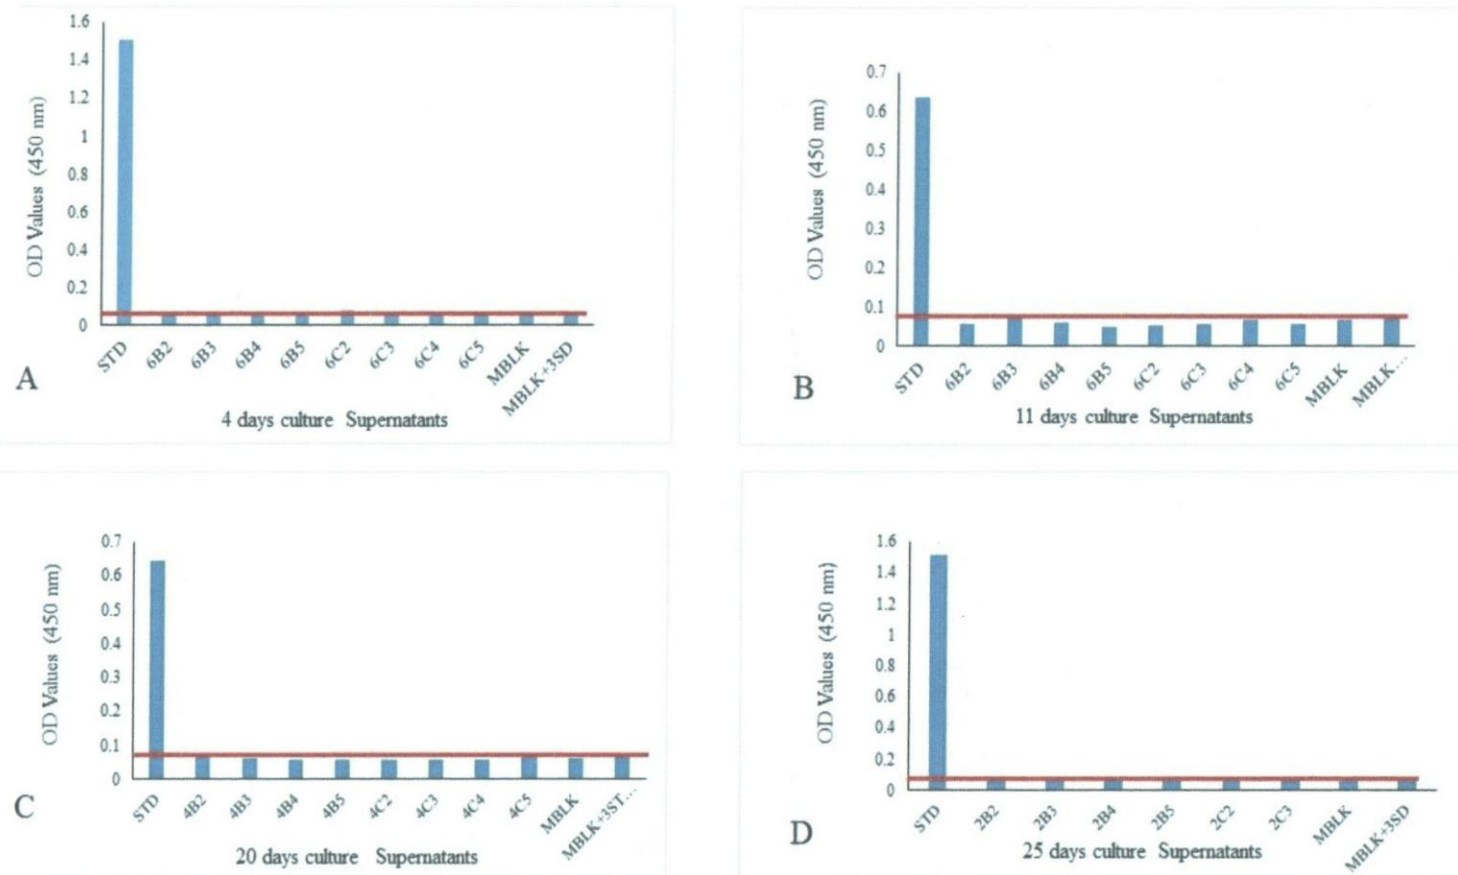 1.6
1.4
1.2
1
0.8
0.6
0.4
0.2
0
OD Values (450 nm)
STD 6B2 6B3 6B4 6B5 6C2 6C3 6C4 6C5 MBLK MBLK+3SD
A
4 days culture Supernatants
0.7
0.6
0.5
0.4
0.3
0.2
0.1
0
OD Values (450 nm)
STD 6B2 6B3 6B4 6B5 6C2 6C3 6C4 6C5 MBLK MBLK...
B
11 days culture Supernatants
0.7
0.6
0.5
0.4
0.3
0.2
0.1
0
OD Values (450 nm)
STD 4B2 4B3 4B4 4B5 4C2 4C3 4C4 4C5 MBLK MBLK+3ST...
C
20 days culture Supernatants
1.6
1.4
1.2
1
0.8
0.6
0.4
0.2
0
OD Values (450 nm)
STD 2B2 2B3 2B4 2B5 2C2 2C3 MBLK MBLK+3SD
D
25 days culture Supernatants